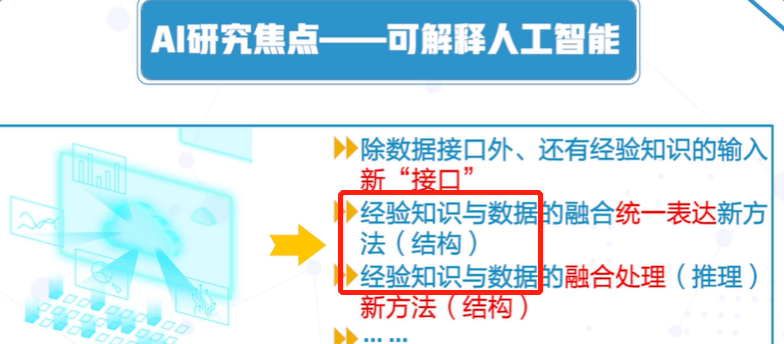 AI研究焦点——可解释人工智能
除数据接口外、还有经验知识的输入
新“接口”
经验知识与数据的融合统一表达新方
法（结构）
经验知识与数据的融合处理（推理）
新方法（结构）
… …